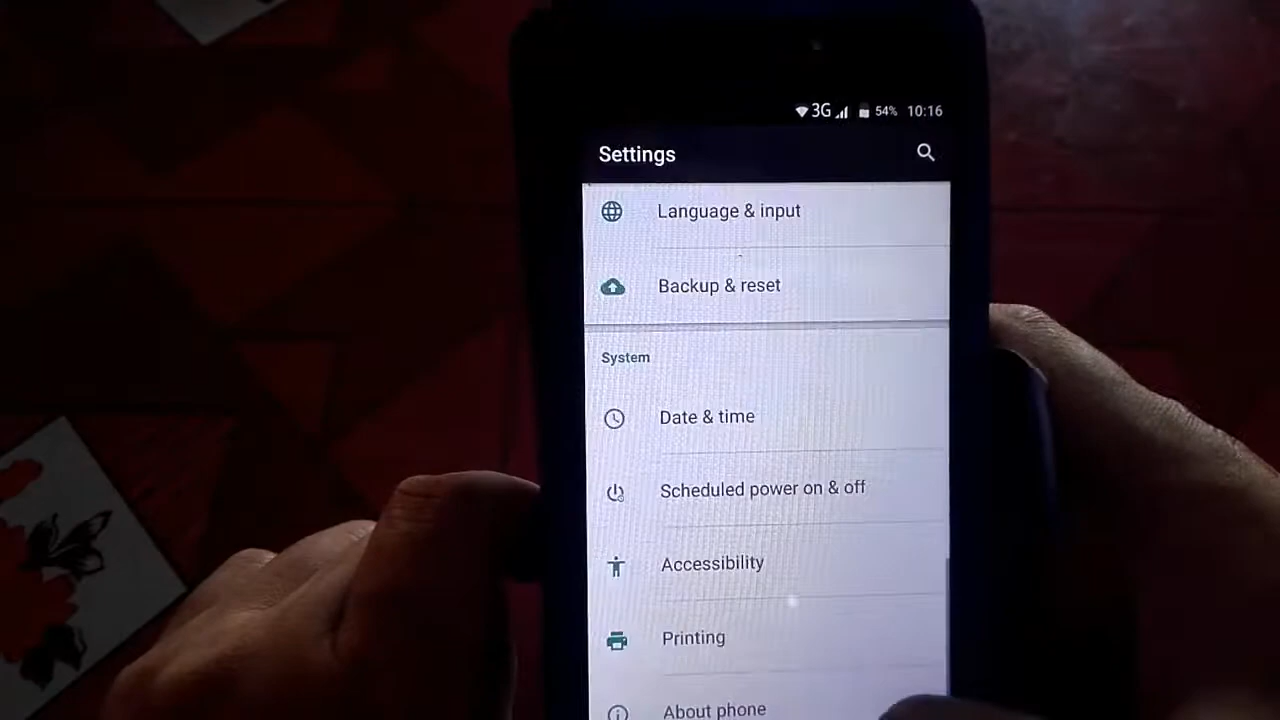 3G 54% 10:16
Settings
Language & input
Backup & reset
System
Date & time
Scheduled power on & off
Accessibility
Printing
About phone